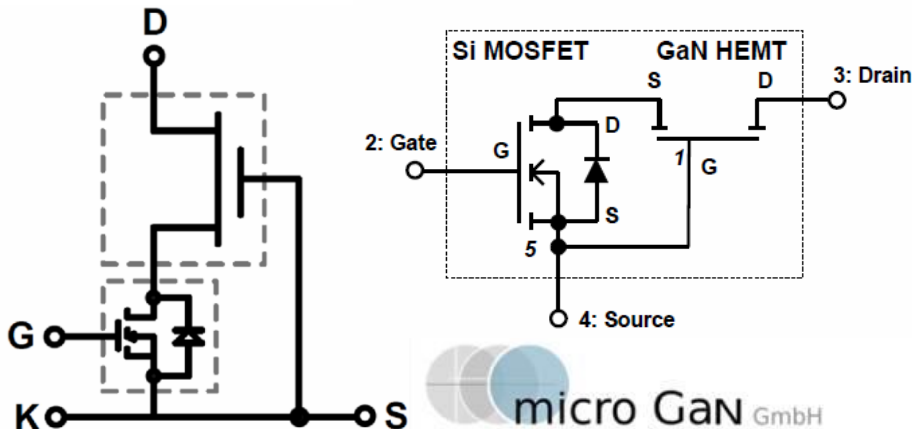 D
G
K
S
Si MOSFET
GaN HEMT
S
D
3: Drain
2: Gate
G
D
1
G
S
5
4: Source
micro GaN GmbH